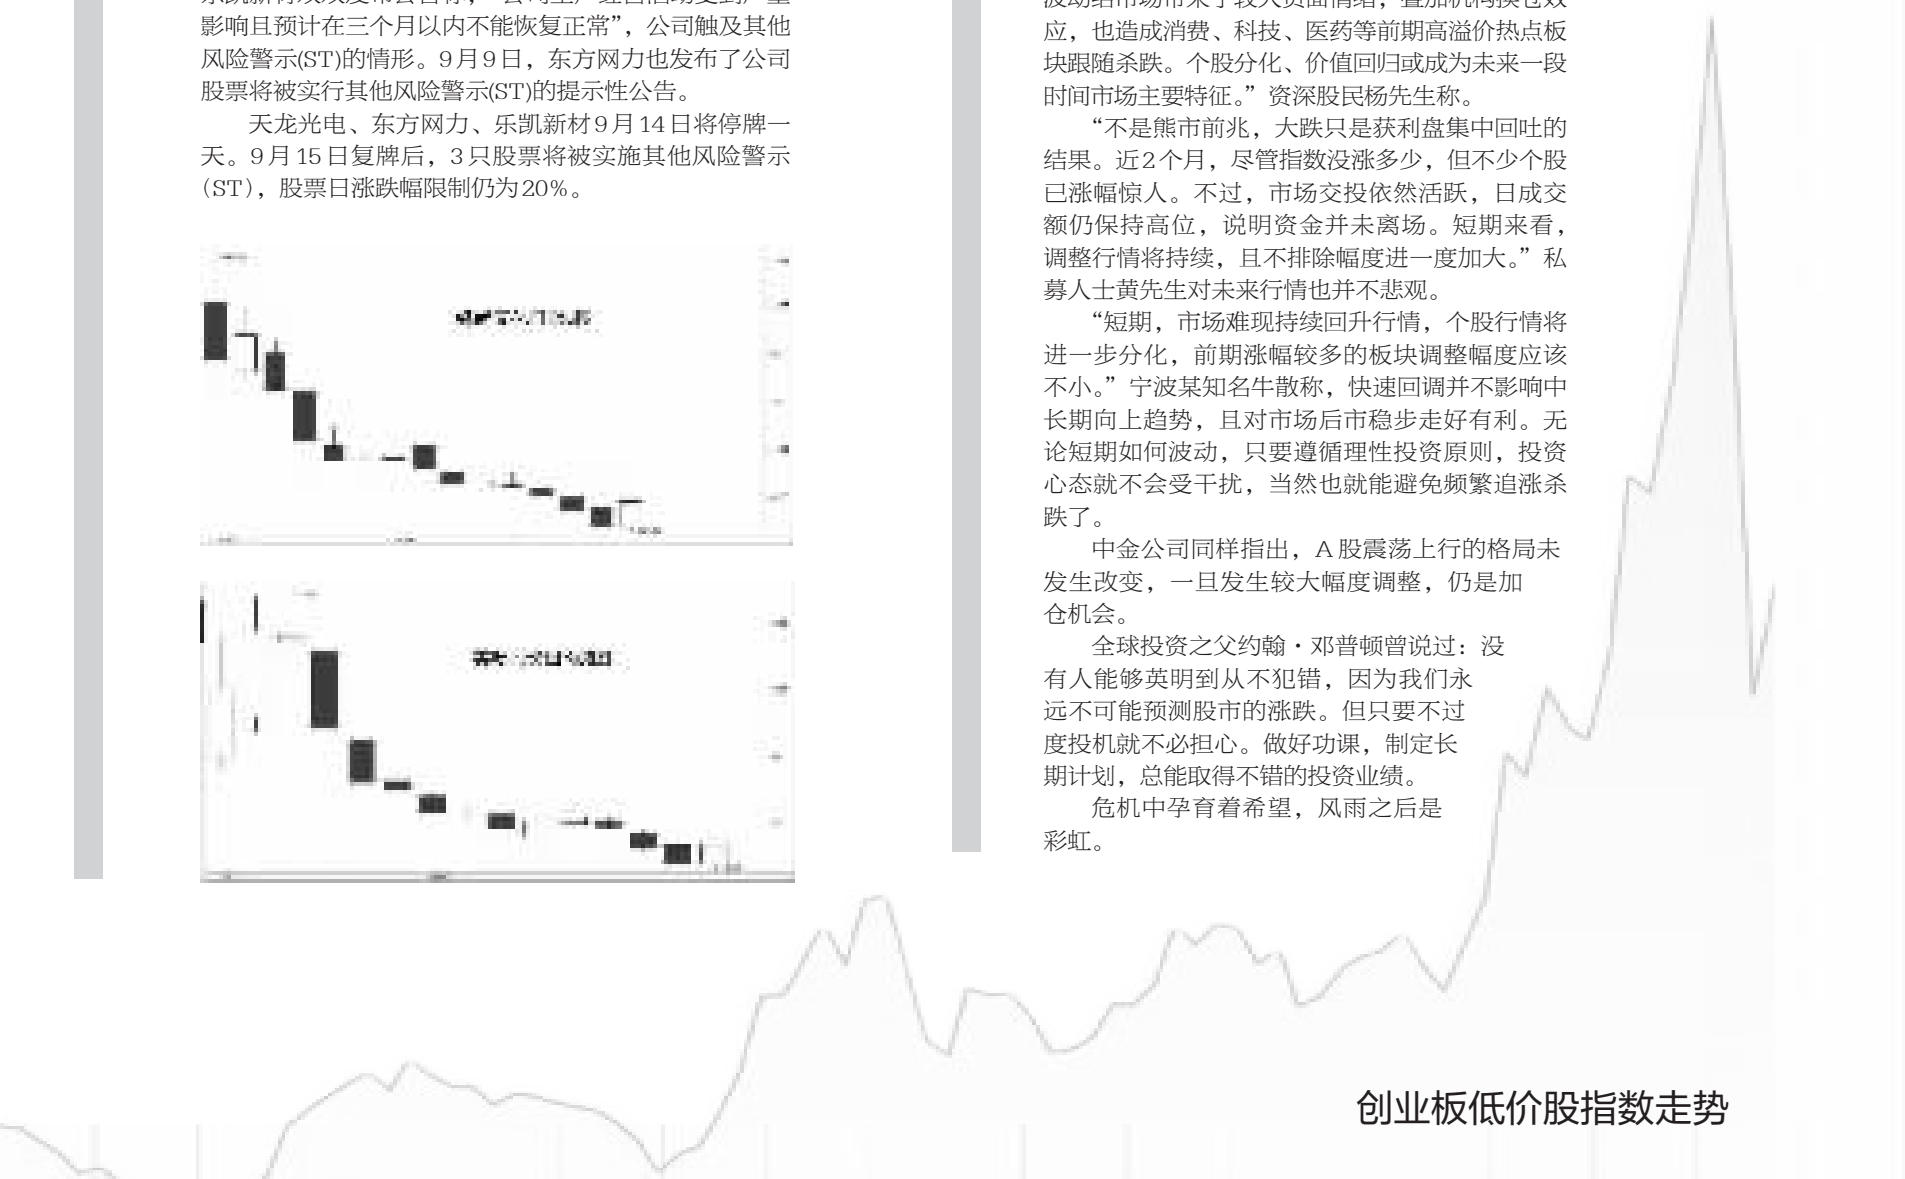 影响且预计在三个月以内不能恢复正常”，公司触及其他
风险警示(ST)的情形。9月9日，东方网力也发布了公司
股票将被实行其他风险警示(ST)的提示性公告。
天龙光电、东方网力、乐凯新材9月14日将停牌一
天。9月15日复牌后，3只股票将被实施其他风险警示
（ST），股票日涨跌幅限制仍为20%。
应，也造成消费、科技、医药等前期高溢价热点板
块跟随杀跌。个股分化、价值回归或成为未来一段
时间市场主要特征。”资深股民杨先生称。
“不是熊市前兆，大跌只是获利盘集中回吐的
结果。近2个月，尽管指数没涨多少，但不少个股
已涨幅惊人。不过，市场交投依然活跃，日成交
额仍保持高位，说明资金并未离场。短期来看，
调整行情将持续，且不排除幅度进一度加大。”私
募人士黄先生对未来行情也并不悲观。
“短期，市场难现持续回升行情，个股行情将
进一步分化，前期涨幅较多的板块调整幅度应该
不小。”宁波某知名牛散称，快速回调并不影响中
长期向上趋势，且对市场后市稳步走好有利。无
论短期如何波动，只要遵循理性投资原则，投资
心态就不会受干扰，当然也就能避免频繁追涨杀
跌了。
中金公司同样指出，A股震荡上行的格局未
发生改变，一旦发生较大幅度调整，仍是加
仓机会。
全球投资之父约翰·邓普顿曾说过：没
有人能够英明到从不犯错，因为我们永
远不可能预测股市的涨跌。但只要不过
度投机就不必担心。做好功课，制定长
期计划，总能取得不错的投资业绩。
危机中孕育着希望，风雨之后是
彩虹。
创业板低价股指数走势